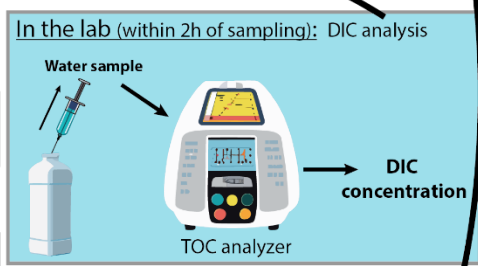 In the lab (within 2h of sampling): DIC analysis
Water sample
DIC
concentration
TOC analyzer